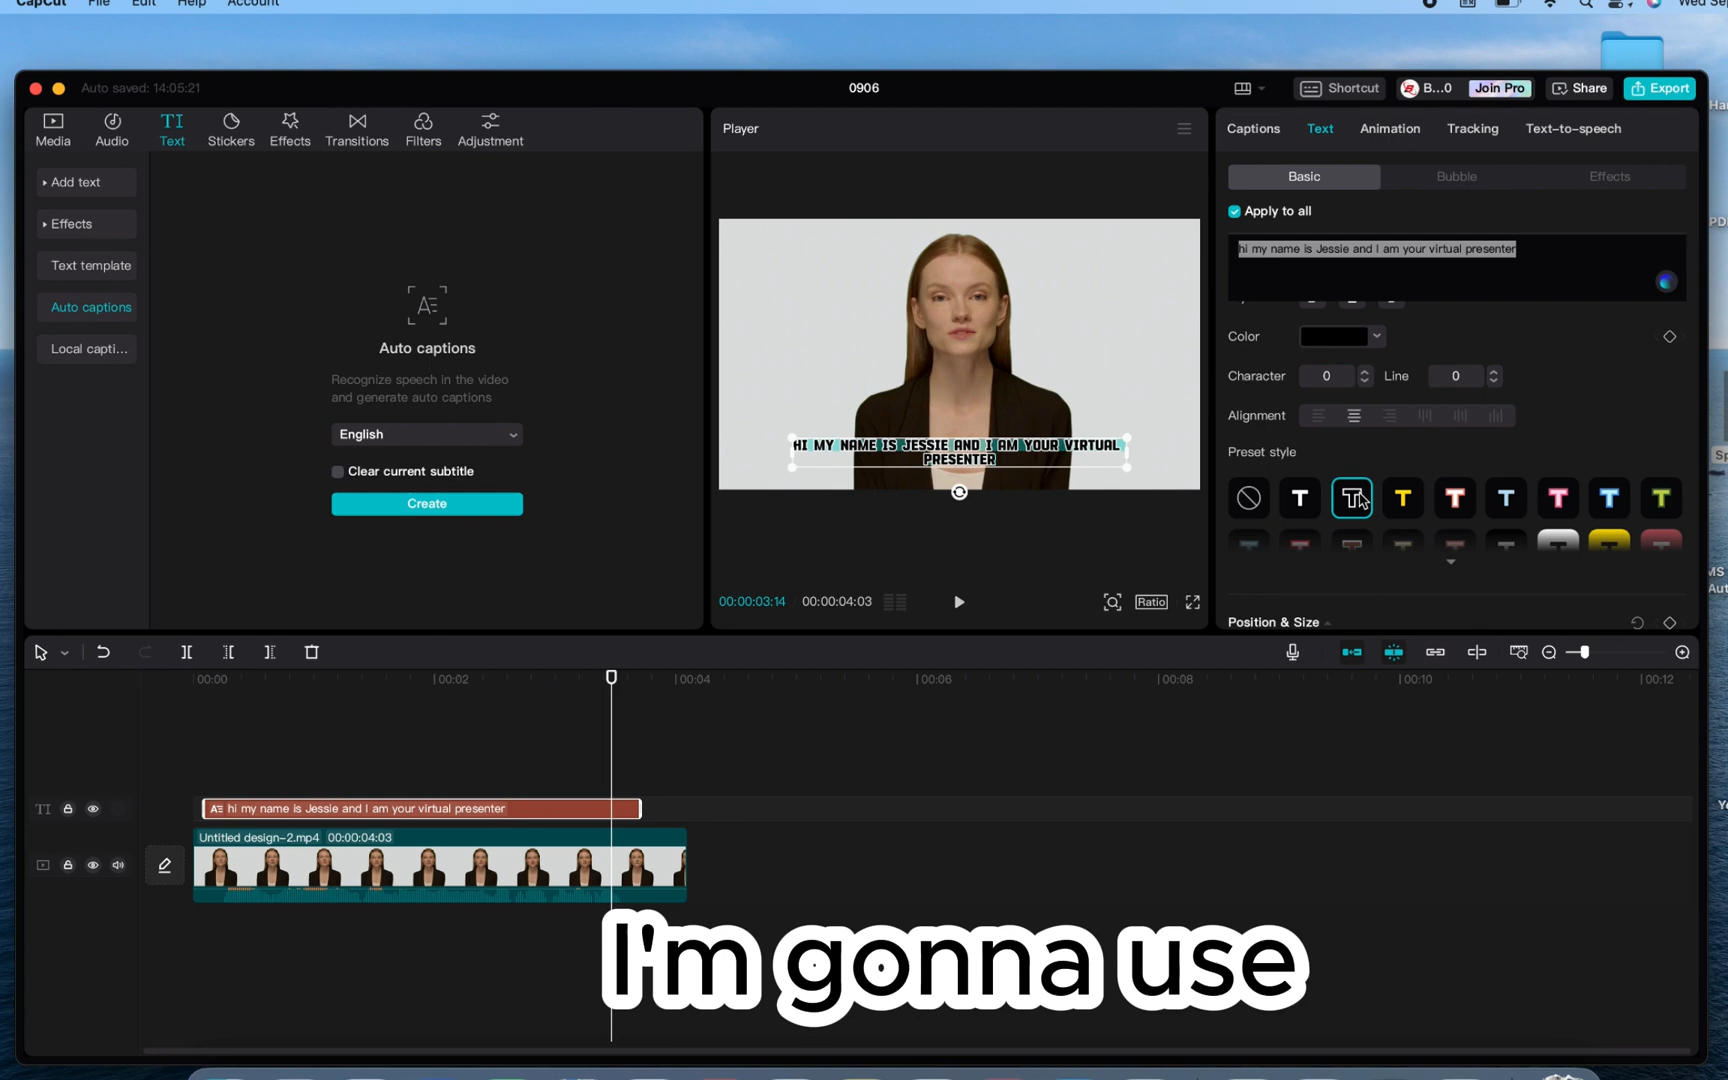 CapCut File Edit Help Account
Wed Sep
Auto saved: 14:05:21
0906
Shortcut
B...0
Join Pro
Share
Export
Media
Audio
TI
Text
Stickers
Effects
Transitions
Filters
Adjustment
Add text
Effects
Text template
Auto captions
Local capti...
Auto captions
Recognize speech in the video
and generate auto captions
English
Clear current subtitle
Create
Player
HI MY NAME IS JESSIE AND I AM YOUR VIRTUAL
PRESENTER
00:00:03:14 00:00:04:03
Ratio
Captions Text Animation Tracking Text-to-speech
Basic Bubble Effects
Apply to all
hi my name is Jessie and I am your virtual presenter
Color
Character 0 Line 0
Alignment
Preset style
T T T T T T T T
Position & Size
00:00 00:02 00:04 00:06 00:08 00:10 00:12
TI
hi my name is Jessie and I am your virtual presenter
Untitled design-2.mp4 00:00:04:03
I'm gonna use